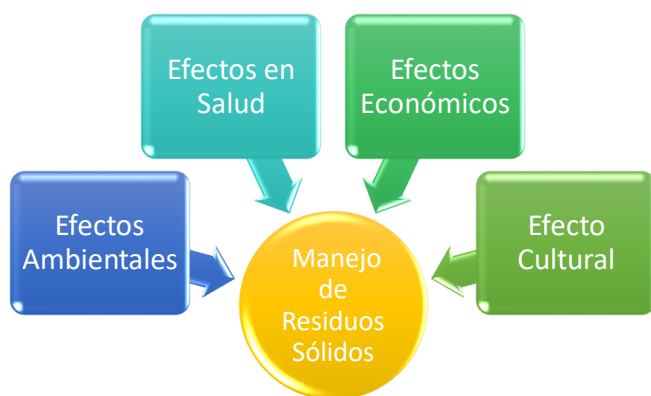 Efectos en
Salud
Efectos
Económicos
Efectos
Ambientales
Efecto
Cultural
Manejo
de
Residuos
Sólidos